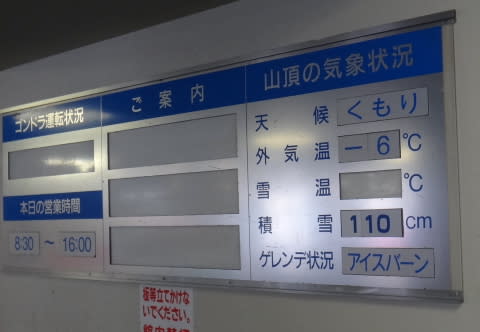 ゴンドラ運転状況
本日の営業時間
8:30 〜 16:00
ご案内
山頂の気象状況
天候 くもり
外気温 −6 ℃
雪温 ℃
積雪 110 cm
ゲレンデ状況 アイスバーン
板等立てかけな
いでください。